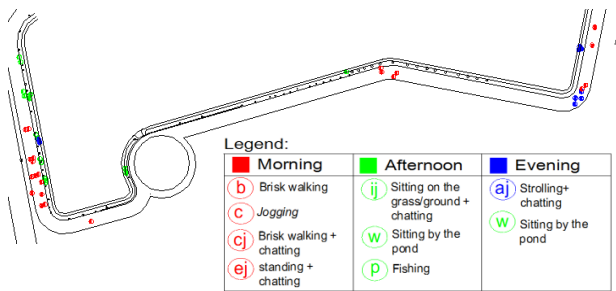 Legend:
Morning
Afternoon
Evening
b Brisk walking
c Jogging
cj Brisk walking +
chatting
ej standing +
chatting
ij Sitting on the
grass/ground +
chatting
w Sitting by the
pond
p Fishing
aj Strolling+
chatting
w Sitting by the
pond